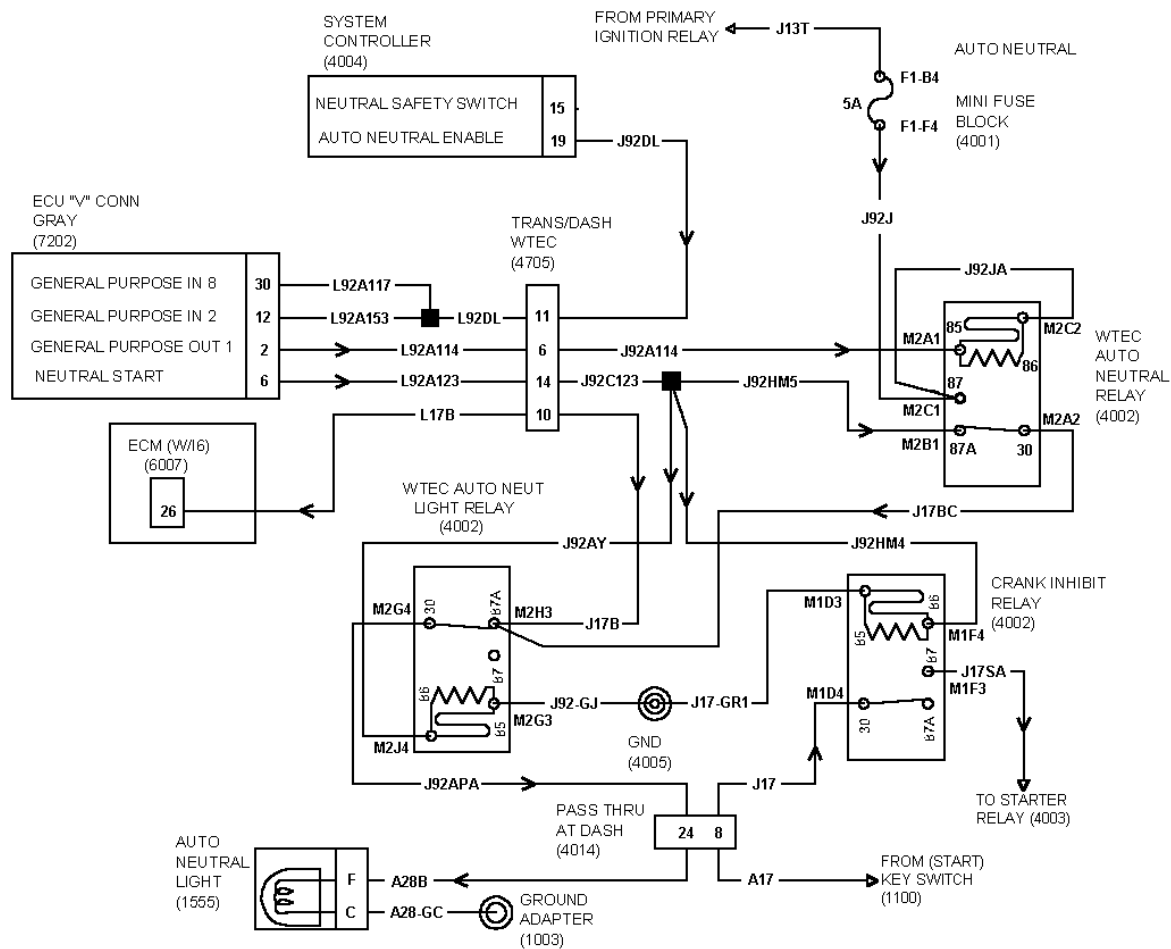 SYSTEM
CONTROLLER
(4004)
NEUTRAL SAFETY SWITCH 15
AUTO NEUTRAL ENABLE 19
J92DL
FROM PRIMARY
IGNITION RELAY
J13T
AUTO NEUTRAL
F1-B4
5A
MINI FUSE
BLOCK
(4001)
F1-F4
J92J
ECU "V" CONN
GRAY
(7202)
GENERAL PURPOSE IN 8 30 L92A117
GENERAL PURPOSE IN 2 12 L92A153 L92DL
GENERAL PURPOSE OUT 1 2 L92A114
NEUTRAL START 6 L92A123
L17B
TRANS/DASH
WTEC
(4705)
11
6 J92A114
14 J92C123 J92HM5
10
J92JA
85
M2C2
M2A1
86
87
M2C1
M2A2
M2B1
87A 30
WTEC
AUTO
NEUTRAL
RELAY
(4002)
J17BC
ECM (W/I6)
(6007)
26
WTEC AUTO NEUT
LIGHT RELAY
(4002)
J92AY
J92HM4
M2G4
30
87A
M2H3
J17B
87
86
85
M2G3
M2J4
J92-GJ
J17-GR1
GND
(4005)
CRANK INHIBIT
RELAY
(4002)
M1D3
86
85
M1F4
87
J17SA
M1F3
M1D4
30
87A
TO STARTER
RELAY (4003)
J92APA
J17
PASS THRU
AT DASH
(4014)
24 8
A17
FROM (START)
KEY SWITCH
(1100)
AUTO
NEUTRAL
LIGHT
(1555)
F A28B
C A28-GC
GROUND
ADAPTER
(1003)